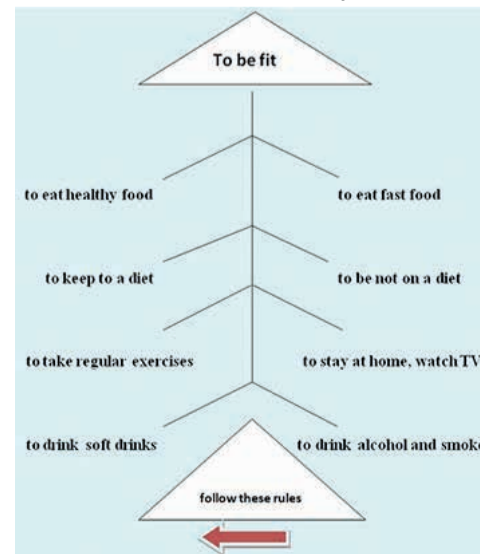 To be fit
to eat healthy food
to eat fast food
to keep to a diet
to be not on a diet
to take regular exercises
to stay at home, watch TV
to drink soft drinks
to drink alcohol and smoke
follow these rules